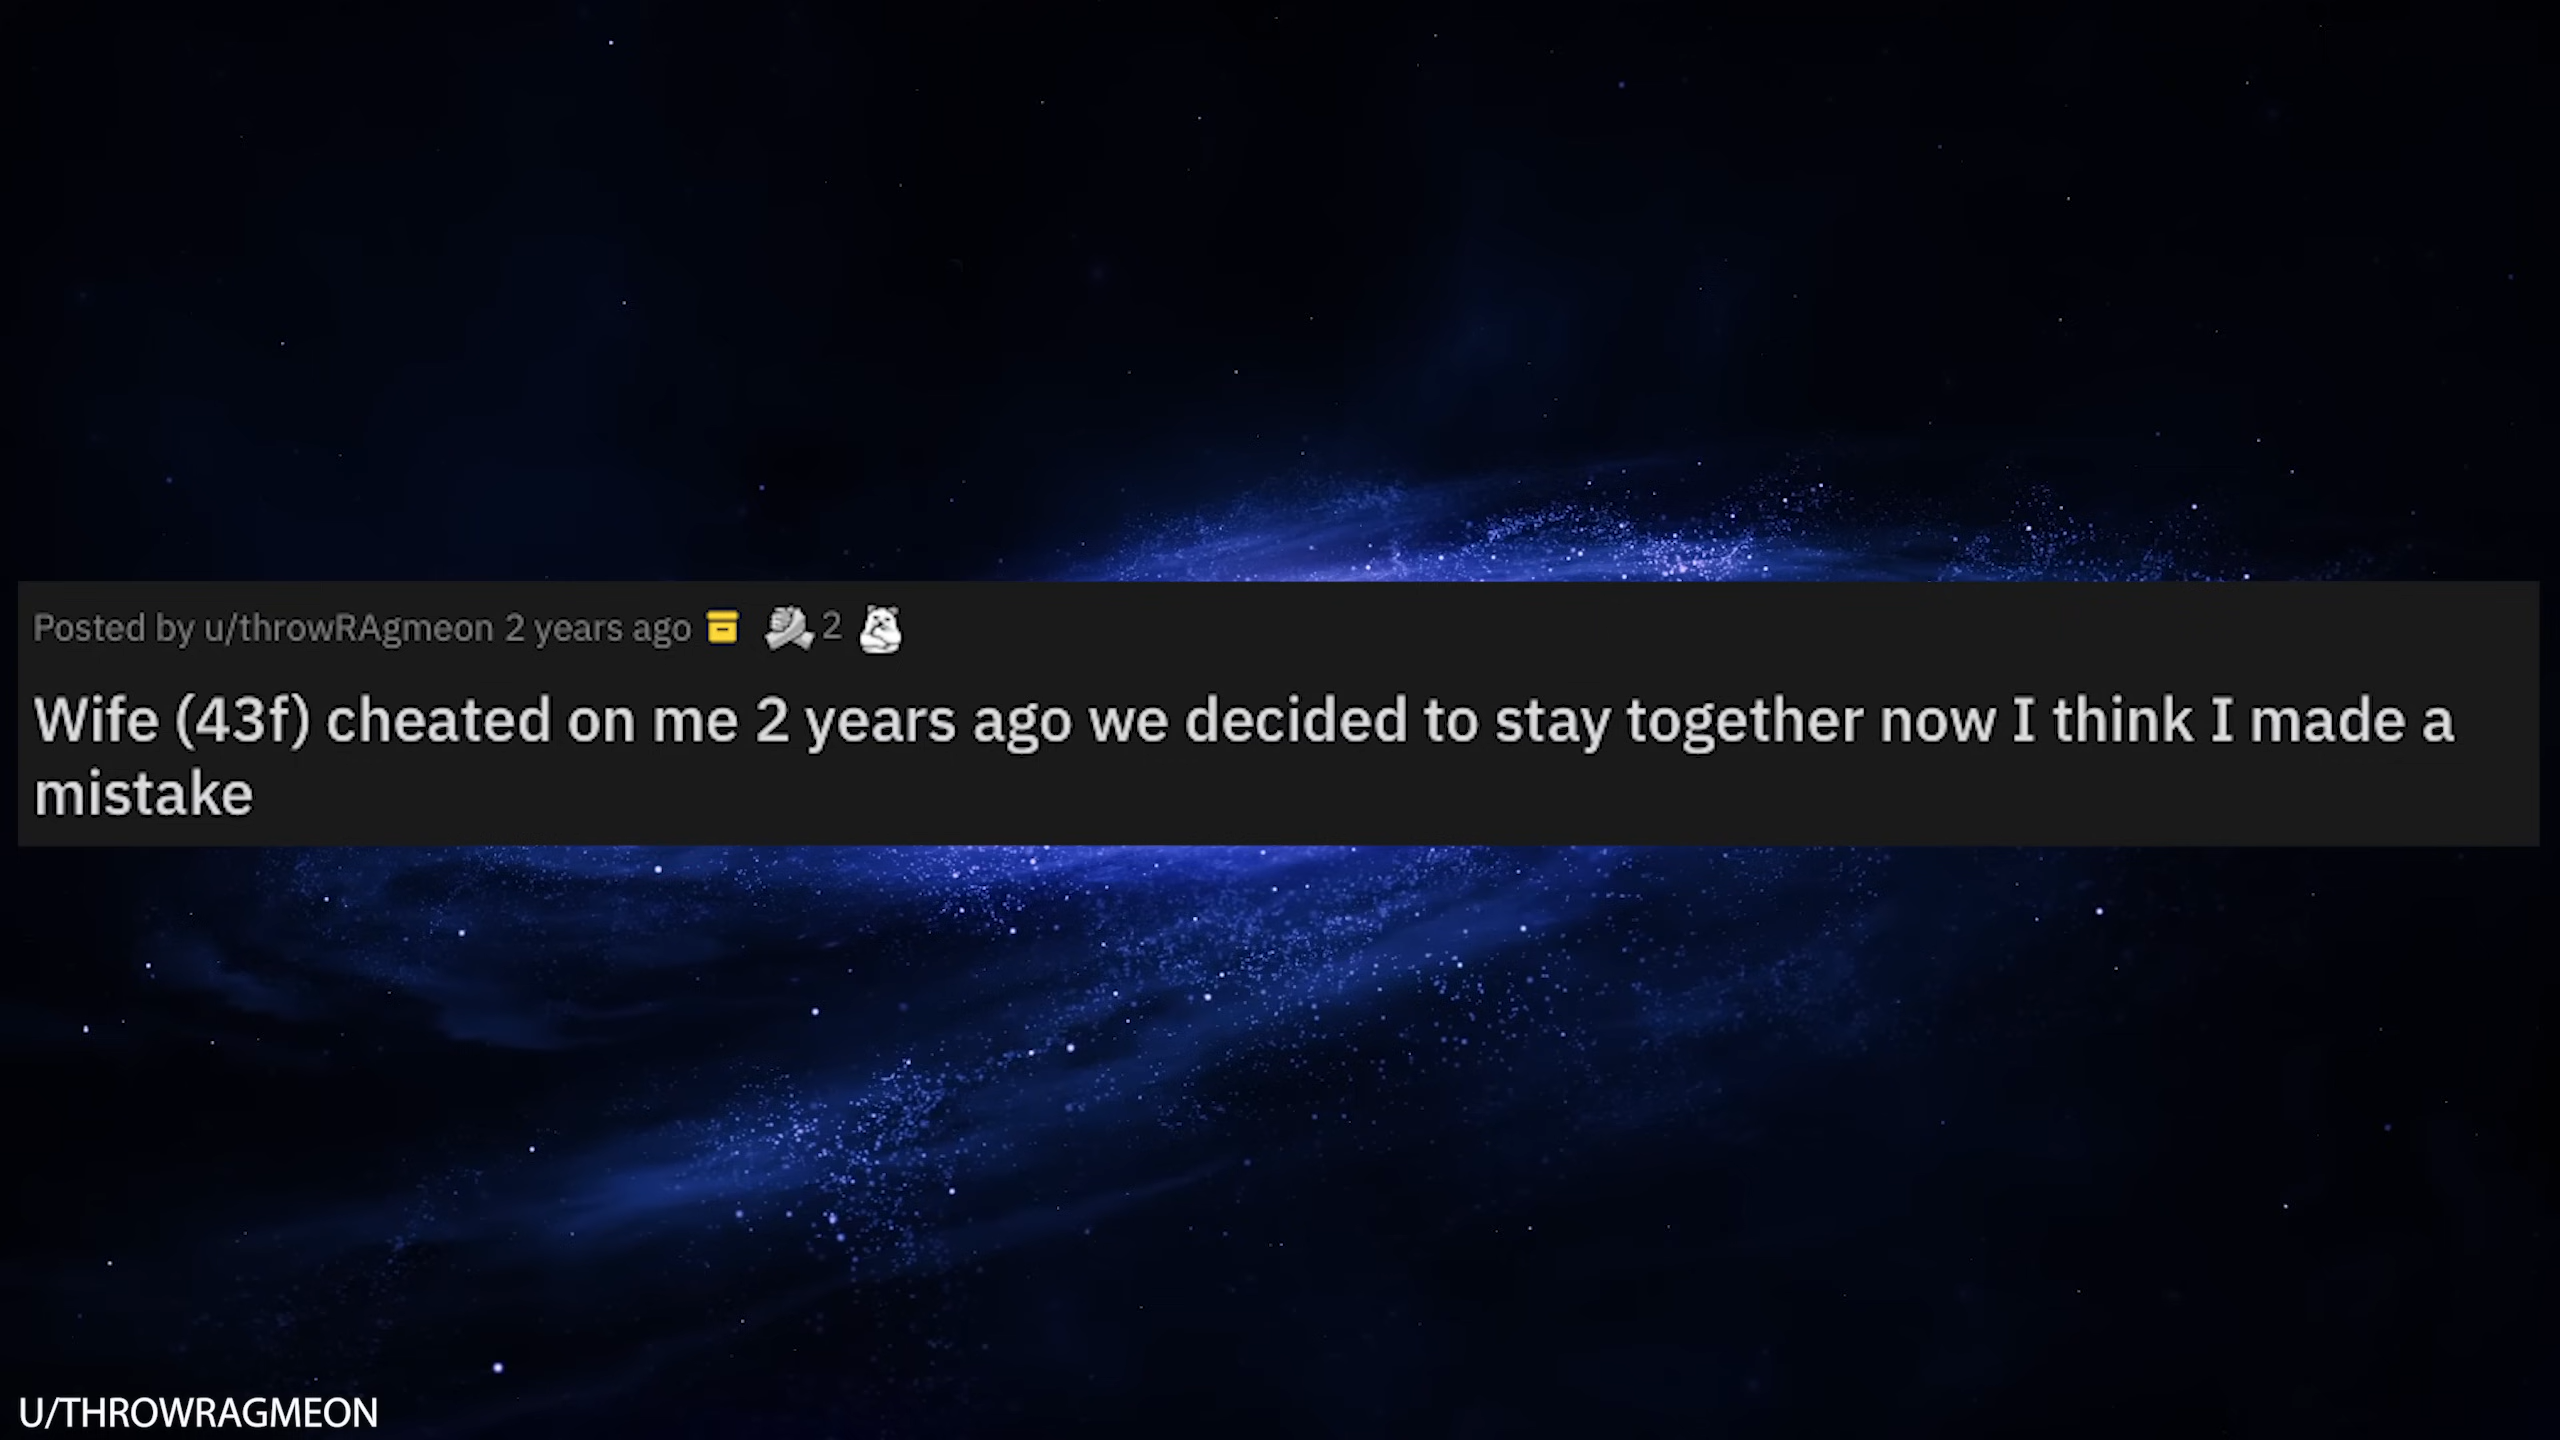 Posted by u/throwRAgmeon 2 years ago 2
Wife (43f) cheated on me 2 years ago we decided to stay together now I think I made a
mistake
U/THROWRAGMEON